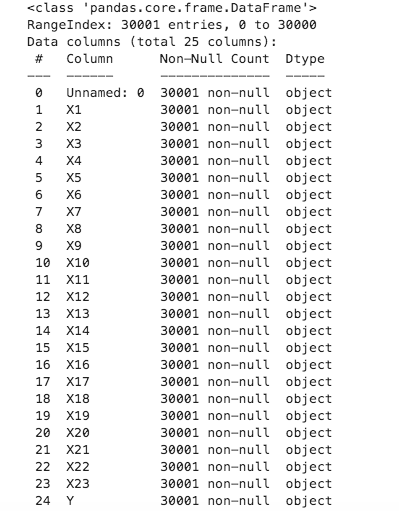 <class 'pandas.core.frame.DataFrame'>
RangeIndex: 30001 entries, 0 to 30000
Data columns (total 25 columns):
 #   Column      Non-Null Count  Dtype
---  ------      --------------  -----
 0   Unnamed: 0  30001 non-null  object
 1   X1          30001 non-null  object
 2   X2          30001 non-null  object
 3   X3          30001 non-null  object
 4   X4          30001 non-null  object
 5   X5          30001 non-null  object
 6   X6          30001 non-null  object
 7   X7          30001 non-null  object
 8   X8          30001 non-null  object
 9   X9          30001 non-null  object
 10  X10         30001 non-null  object
 11  X11         30001 non-null  object
 12  X12         30001 non-null  object
 13  X13         30001 non-null  object
 14  X14         30001 non-null  object
 15  X15         30001 non-null  object
 16  X16         30001 non-null  object
 17  X17         30001 non-null  object
 18  X18         30001 non-null  object
 19  X19         30001 non-null  object
 20  X20         30001 non-null  object
 21  X21         30001 non-null  object
 22  X22         30001 non-null  object
 23  X23         30001 non-null  object
 24  Y           30001 non-null  object